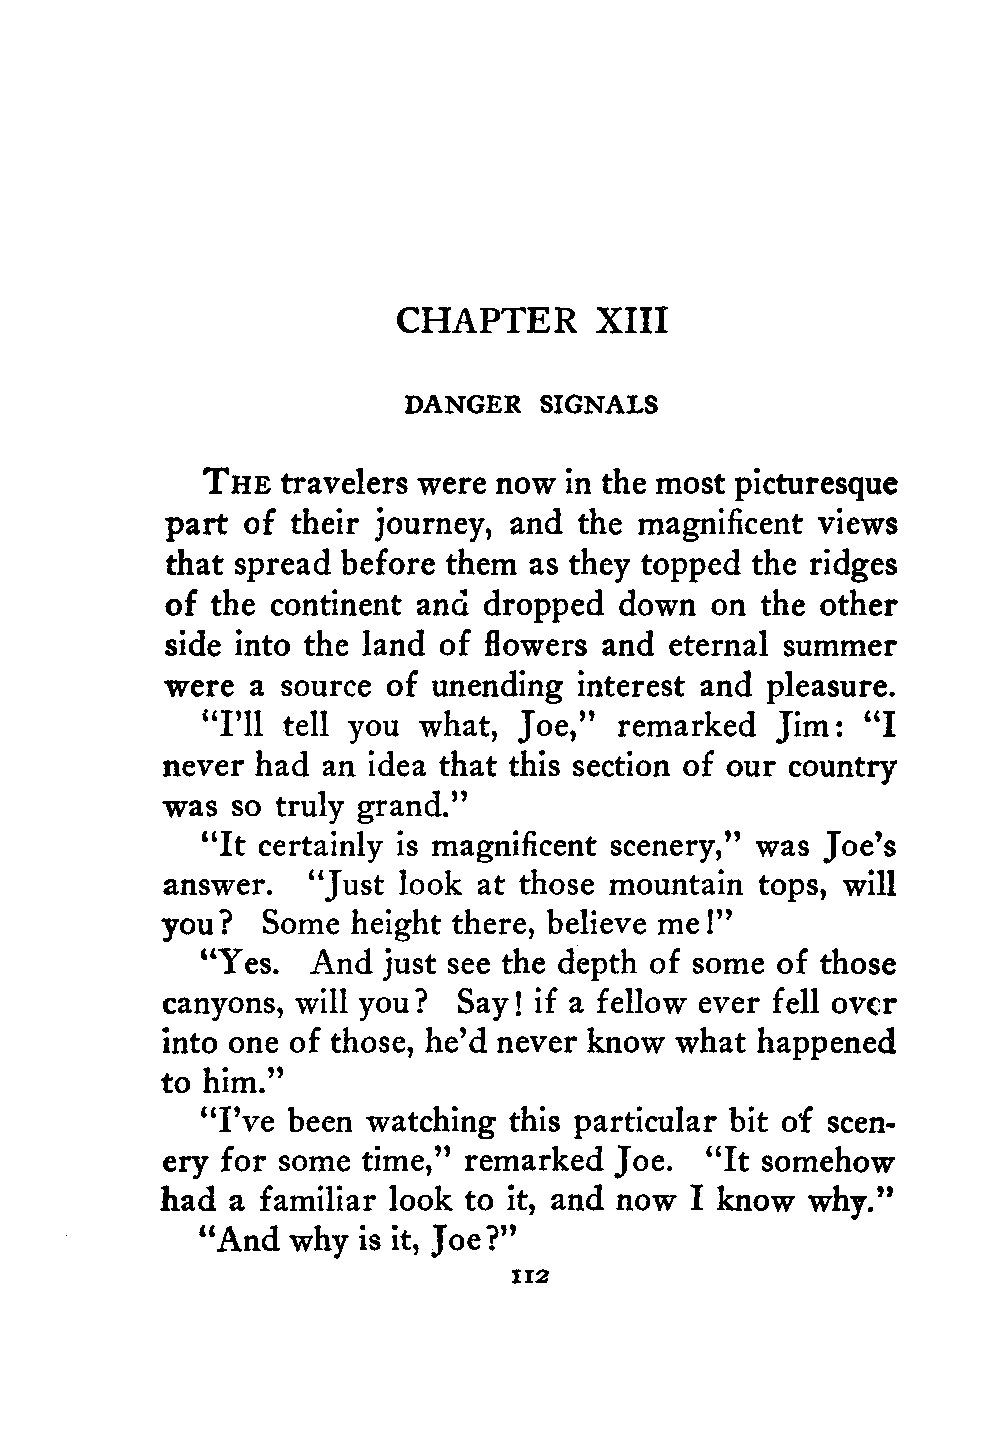 CHAPTER XIII
DANGER SIGNALS
THE travelers were now in the most picturesque
part of their journey, and the magnificent views
that spread before them as they topped the ridges
of the continent and dropped down on the other
side into the land of flowers and eternal summer
were a source of unending interest and pleasure.
"I'll tell you what, Joe," remarked Jim: "I
never had an idea that this section of our country
was so truly grand."
"It certainly is magnificent scenery," was Joe's
answer. "Just look at those mountain tops, will
you? Some height there, believe me!"
"Yes. And just see the depth of some of those
canyons, will you? Say! if a fellow ever fell over
into one of those, he'd never know what happened
to him."
"I've been watching this particular bit of scen-
ery for some time," remarked Joe. "It somehow
had a familiar look to it, and now I know why."
"And why is it, Joe?"
112